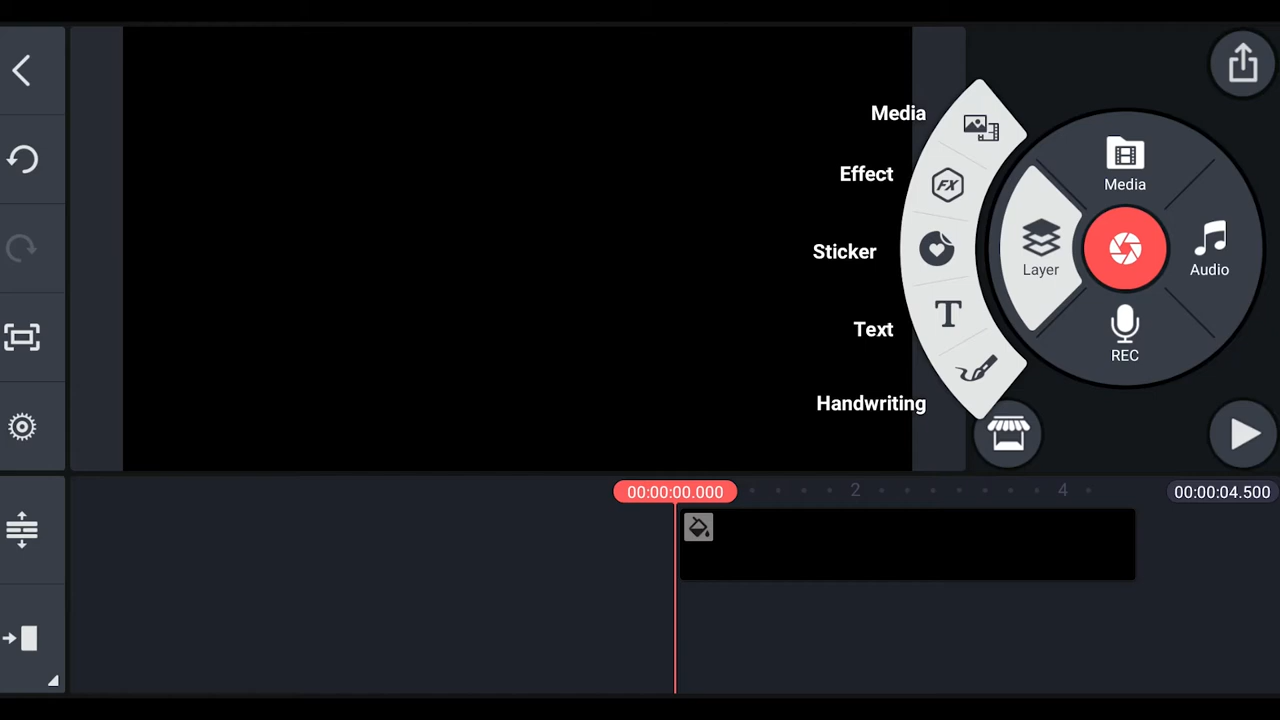 Media
Effect
FX
Sticker
Text
T
Handwriting
Media
Layer
Audio
REC
00:00:00.000
2
4
00:00:04.500